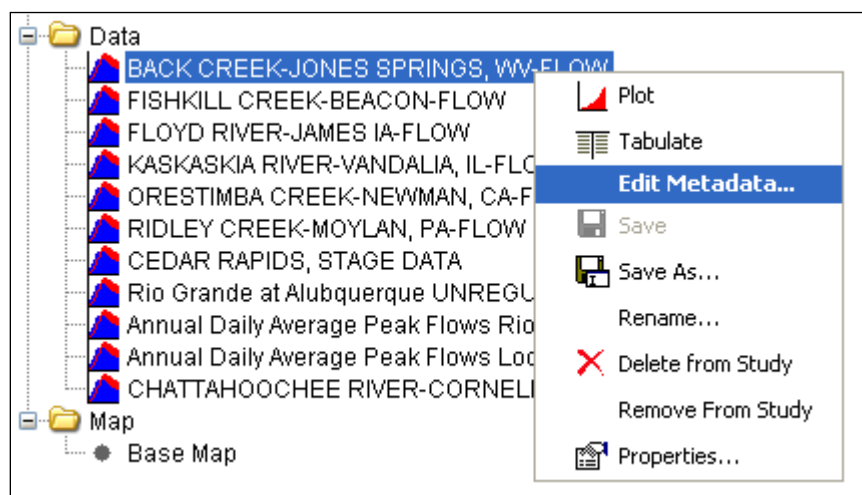 Data
BACK CREEK-JONES SPRINGS, WV-FLOW
FISHKILL CREEK-BEACON-FLOW
FLOYD RIVER-JAMES IA-FLOW
KASKASKIA RIVER-VANDALIA, IL-FLO
ORESTIMBA CREEK-NEWMAN, CA-F
RIDLEY CREEK-MOYLAN, PA-FLOW
CEDAR RAPIDS, STAGE DATA
Rio Grande at Alubquerque UNREGU
Annual Daily Average Peak Flows Rio
Annual Daily Average Peak Flows Loc
CHATTAHOOCHEE RIVER-CORNELI
Map
Base Map
Plot
Tabulate
Edit Metadata...
Save
Save As...
Rename...
Delete from Study
Remove From Study
Properties...